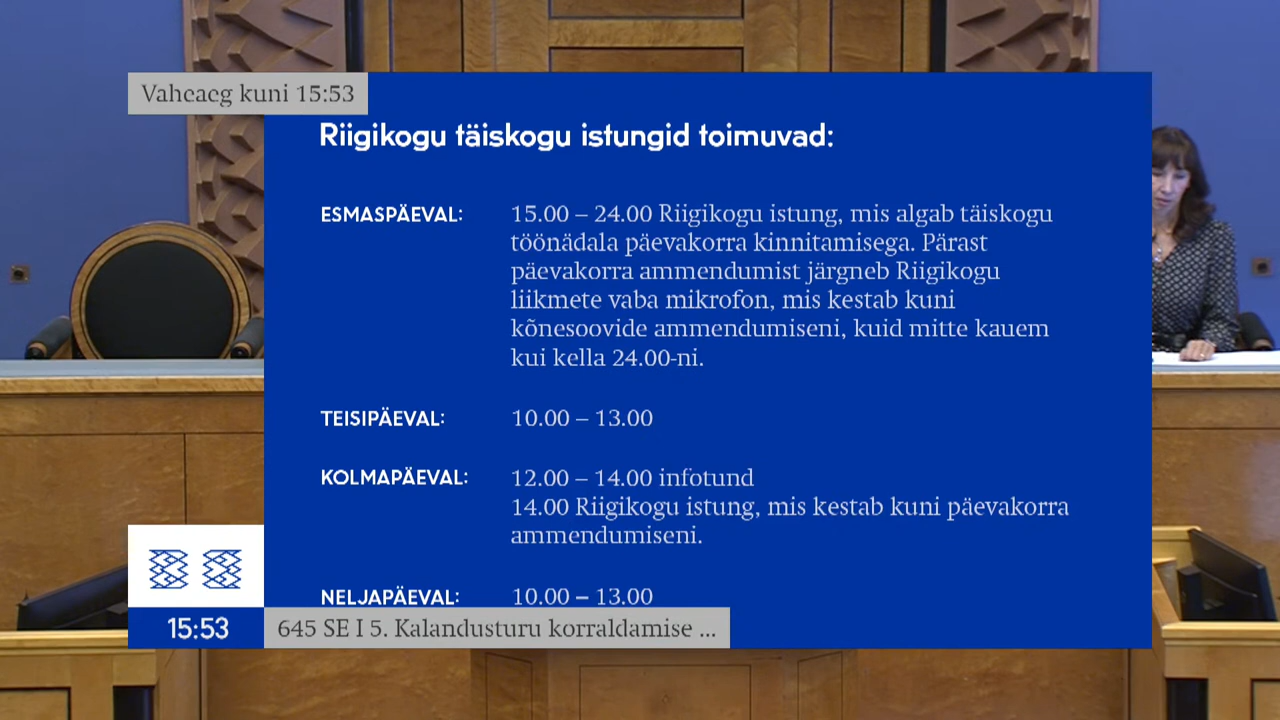 Vaheaeg kuni 15:53
Riigikogu täiskogu istungid toimuvad:
ESMASPÄEVAL:
15.00 – 24.00 Riigikogu istung, mis algab täiskogu
töönädala päevakorra kinnitamisega. Pärast
päevakorra ammendumist järgneb Riigikogu
liikmete vaba mikrofon, mis kestab kuni
kõnesoovide ammendumiseni, kuid mitte kauem
kui kella 24.00-ni.
TEISIPÄEVAL: 10.00 – 13.00
KOLMAPÄEVAL: 12.00 – 14.00 infotund
14.00 Riigikogu istung, mis kestab kuni päevakorra
ammendumiseni.
NELJAPÄEVAL: 10.00 – 13.00
15:53 645 SE I 5. Kalandusturu korraldamise ...